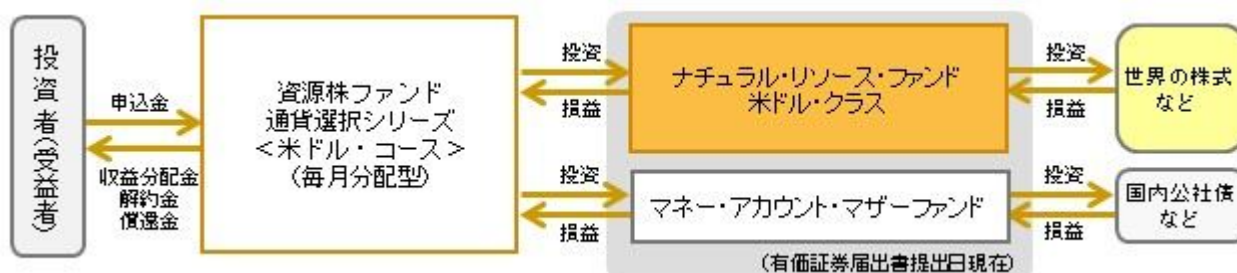 投資者(受益者)
申込金
収益分配金
解約金
償還金
資源株ファンド
通貨選択シリーズ
<米ドル・コース>
(毎月分配型)
投資
損益
投資
損益
ナチュラル・リソース・ファンド
米ドル・クラス
マネー・アカウント・マザーファンド
(有価証券届出書提出日現在)
投資
損益
投資
損益
世界の株式
など
国内公社債
など